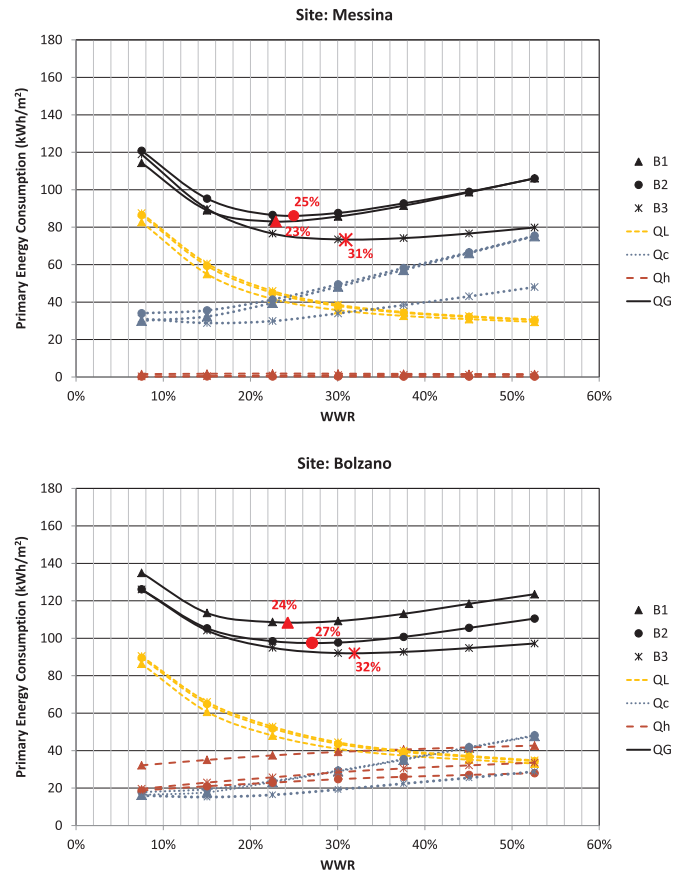 Site: Messina
Primary Energy Consumption (kWh/m²)
180
160
140
120
100
80
60
40
20
0
25%
23%
31%
0%
10%
20%
30%
40%
50%
60%
WWR
B1
B2
B3
QL
Qc
Qh
QG
Site: Bolzano
Primary Energy Consumption (kWh/m²)
180
160
140
120
100
80
60
40
20
0
24%
27%
32%
0%
10%
20%
30%
40%
50%
60%
WWR
B1
B2
B3
QL
Qc
Qh
QG